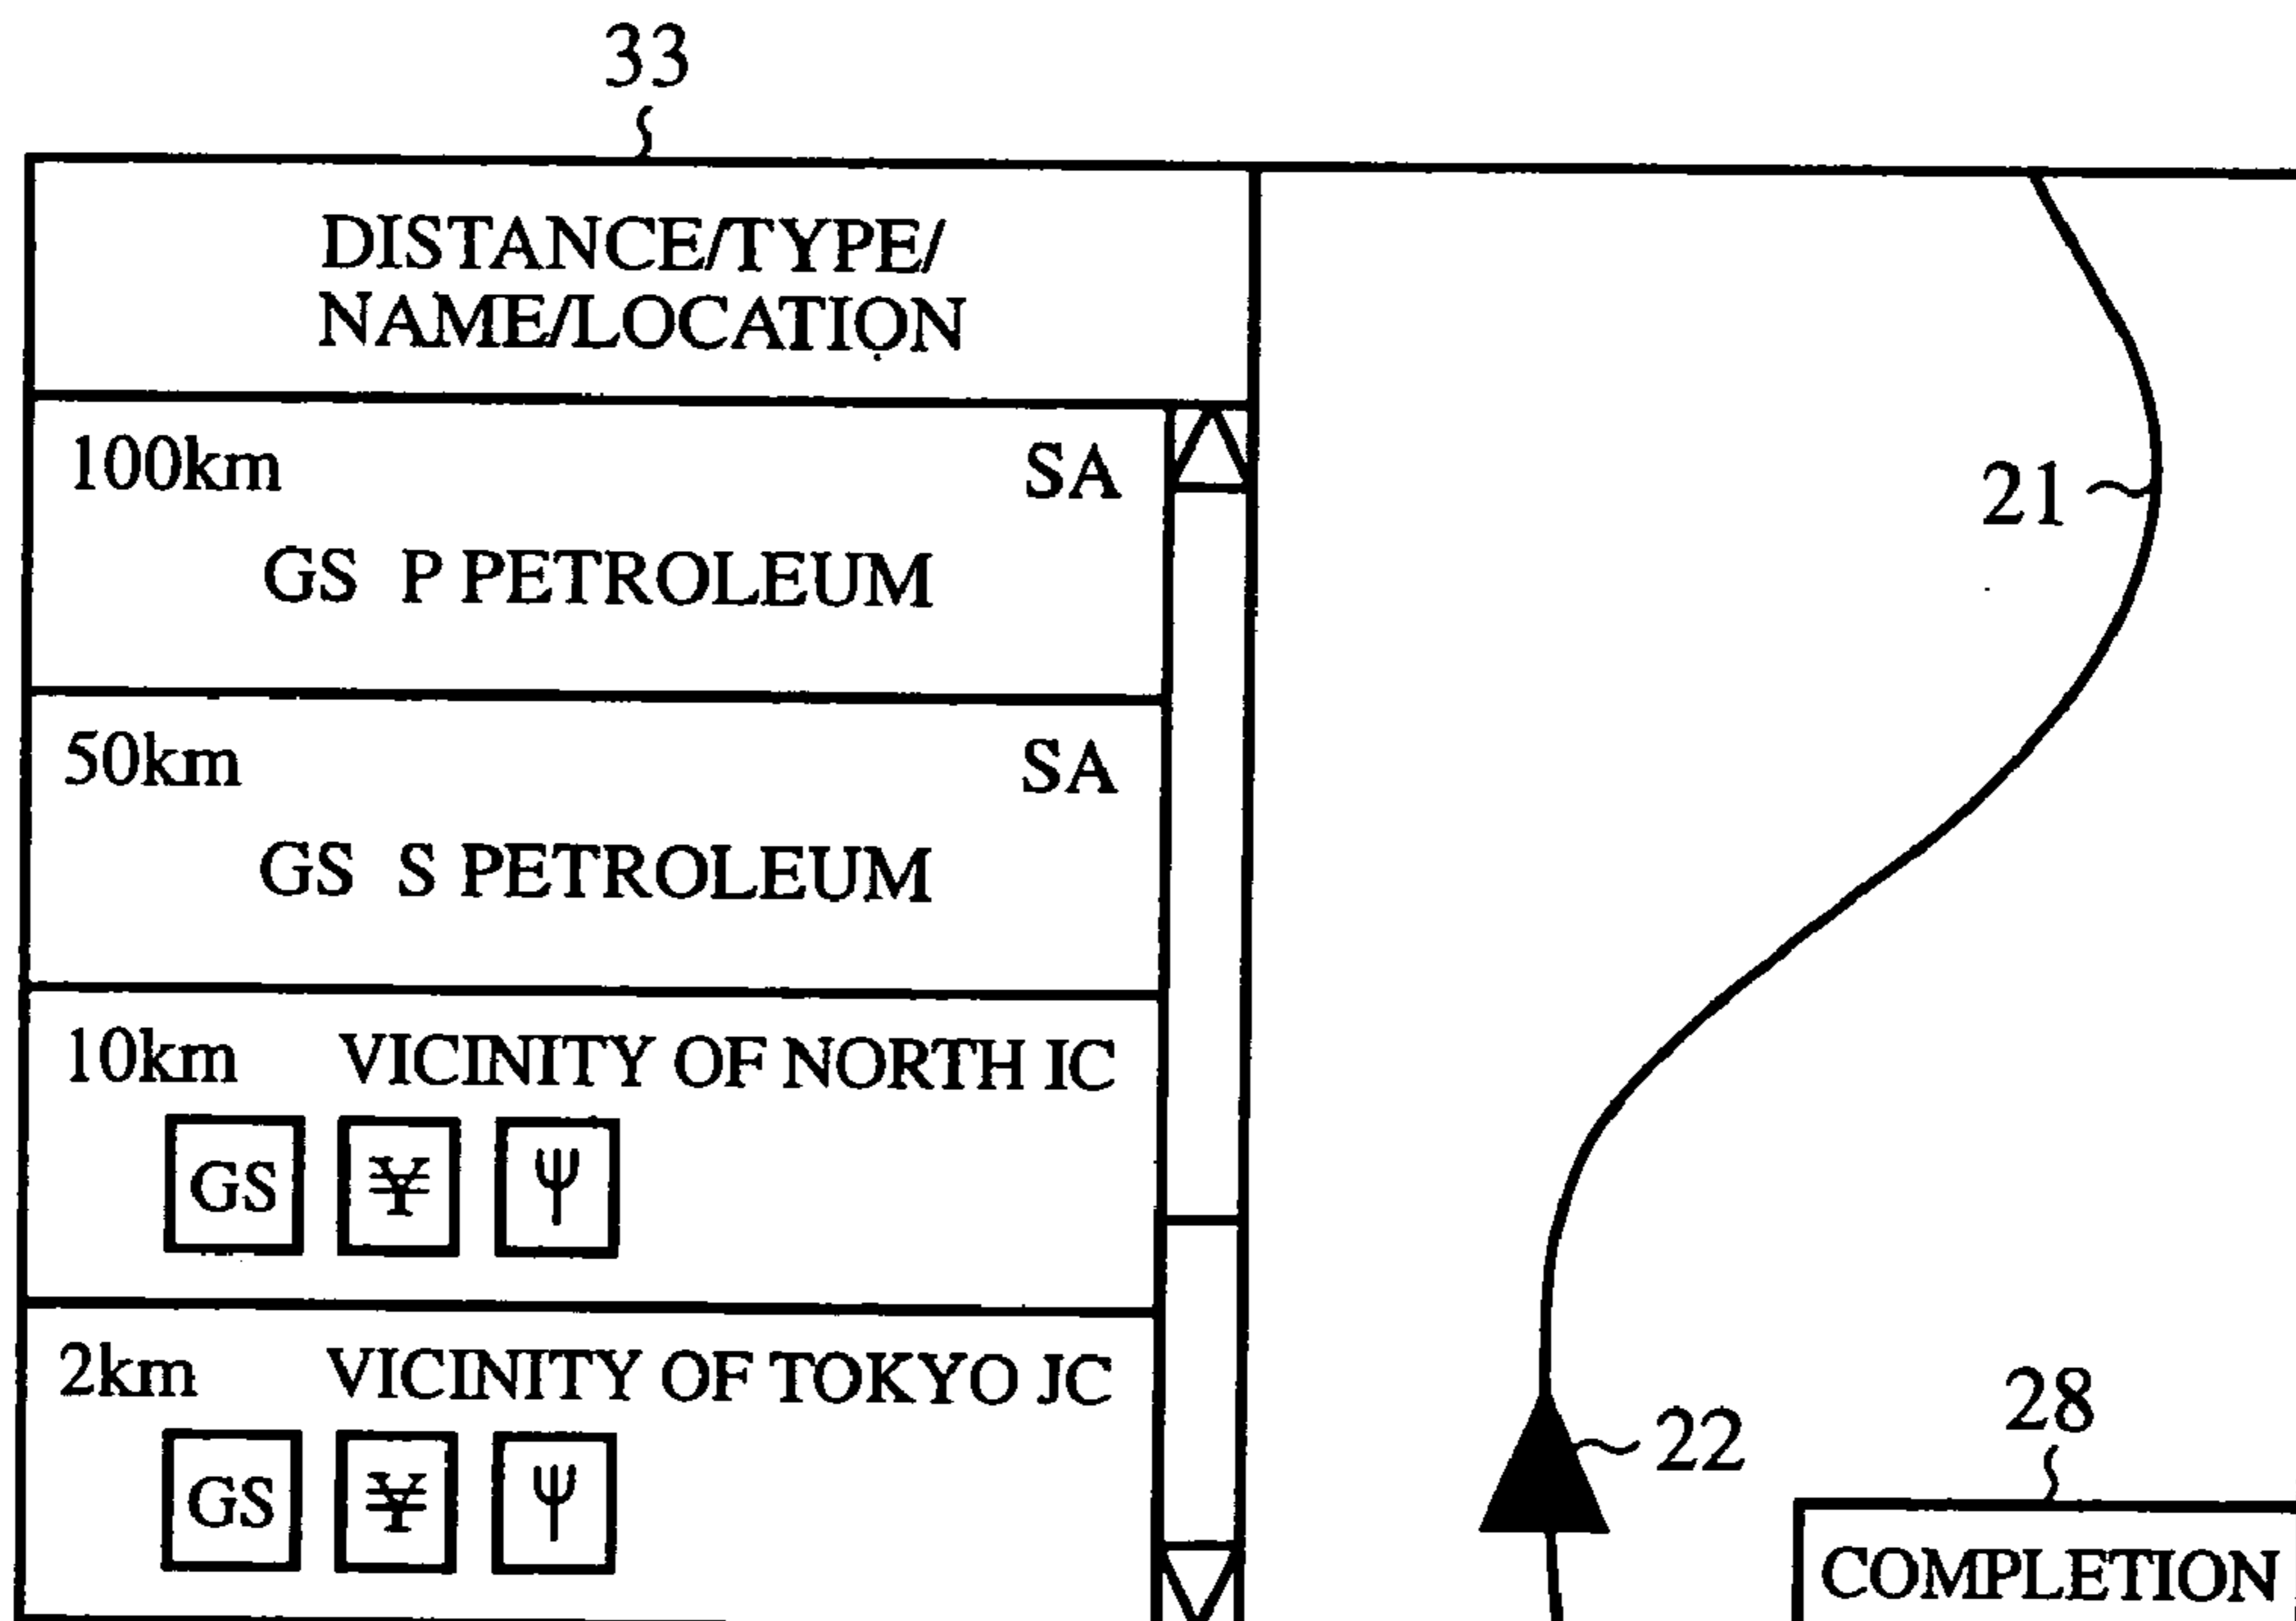 33
DISTANCE/TYPE/
NAME/LOCATION
100km SA
GS P PETROLEUM
50km SA
GS S PETROLEUM
10km VICINITY OF NORTH IC
GS ¥
2km VICINITY OF TOKYO JC
GS ¥
21
22
28
COMPLETION